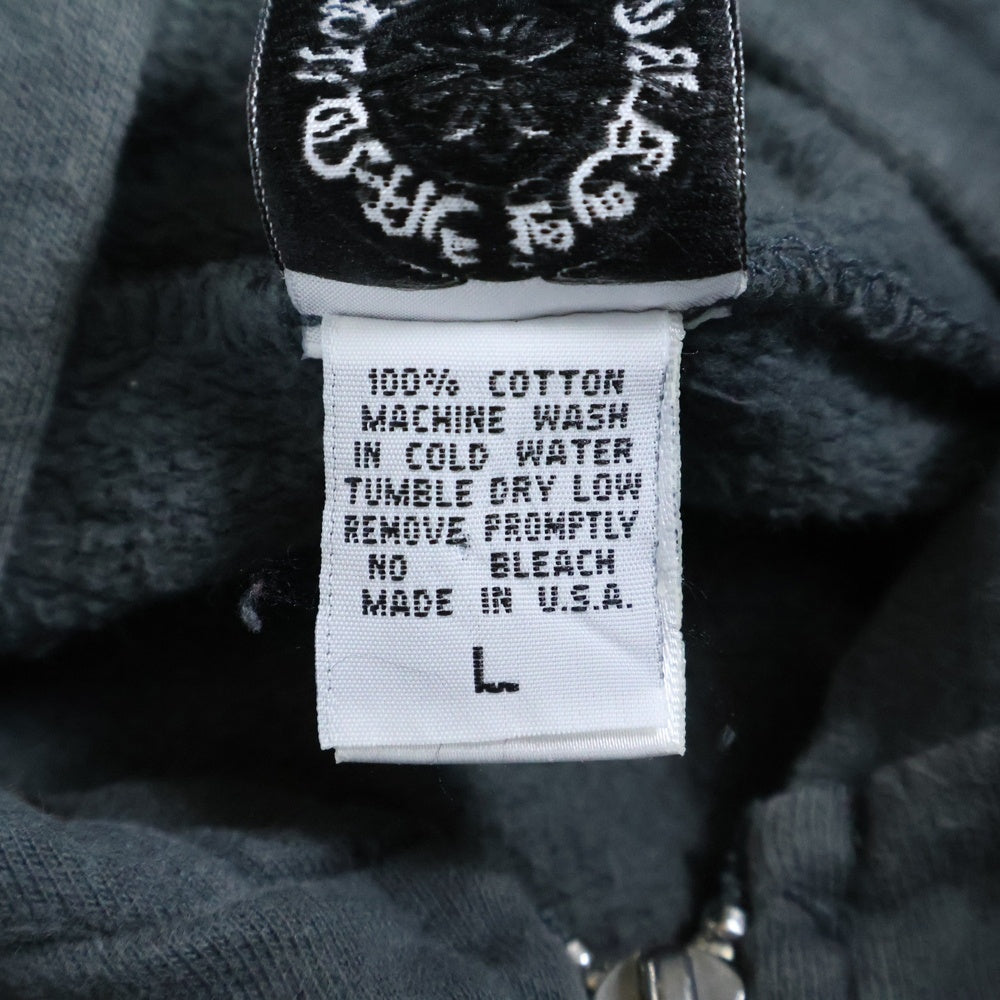 100% COTTON
MACHINE WASH
IN COLD WATER
TUMBLE DRY LOW
REMOVE PROMPTLY
NO BLEACH
MADE IN U.S.A.
L